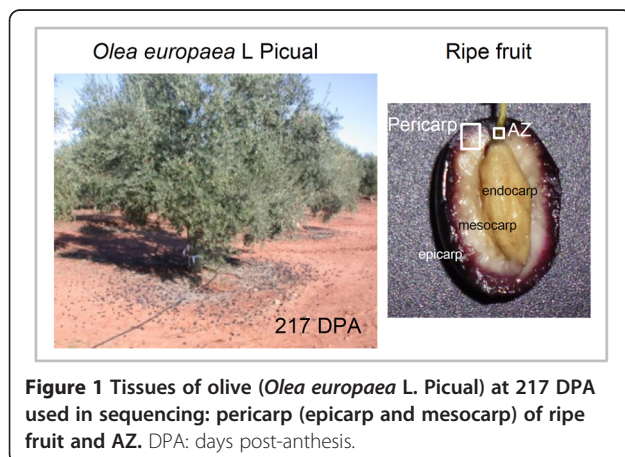 Olea europaea L Picual
Ripe fruit
Pericarp
AZ
endocarp
mesocarp
epicarp
217 DPA
Figure 1 Tissues of olive (Olea europaea L. Picual) at 217 DPA
used in sequencing: pericarp (epicarp and mesocarp) of ripe
fruit and AZ. DPA: days post-anthesis.